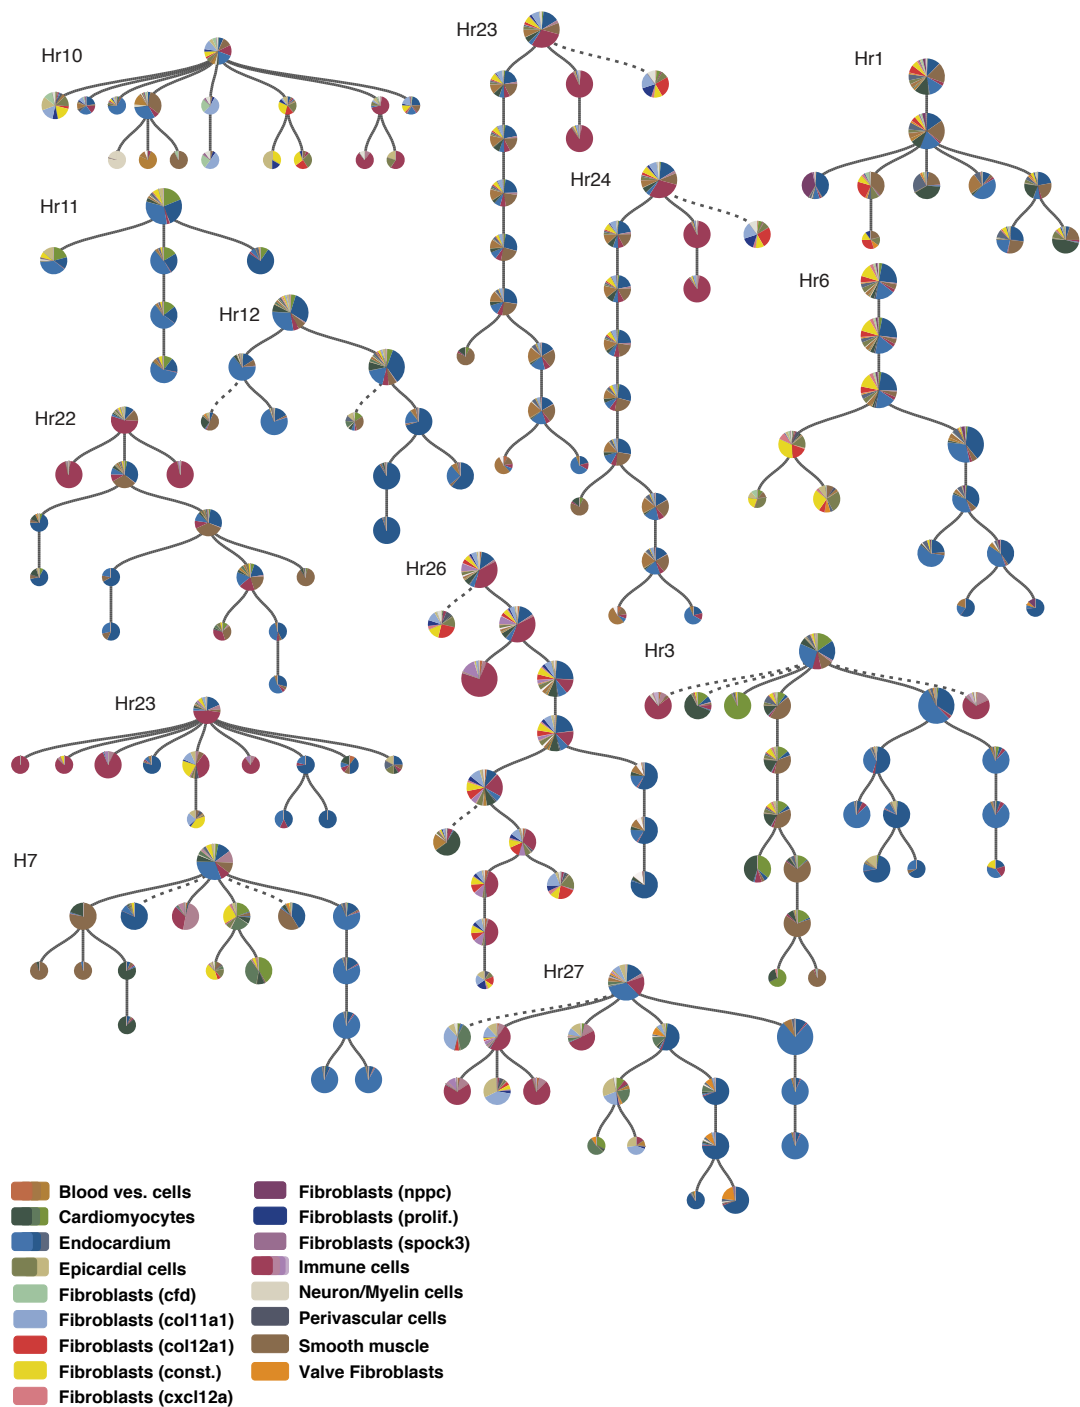 Hr10
Hr23
Hr1
Hr24
Hr11
Hr6
Hr12
Hr22
Hr26
Hr3
Hr23
H7
Hr27
Blood ves. cells
Cardiomyocytes
Endocardium
Epicardial cells
Fibroblasts (cfd)
Fibroblasts (col11a1)
Fibroblasts (col12a1)
Fibroblasts (const.)
Fibroblasts (cxcl12a)
Fibroblasts (nppc)
Fibroblasts (prolif.)
Fibroblasts (spock3)
Immune cells
Neuron/Myelin cells
Perivascular cells
Smooth muscle
Valve Fibroblasts